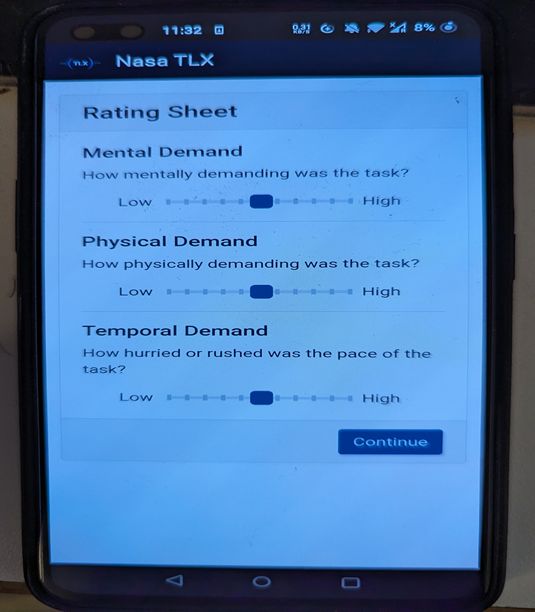 11:32
0.31
KB/S
8%
TLX
Nasa TLX
Rating Sheet
Mental Demand
How mentally demanding was the task?
Low High
Physical Demand
How physically demanding was the task?
Low High
Temporal Demand
How hurried or rushed was the pace of the
task?
Low High
Continue